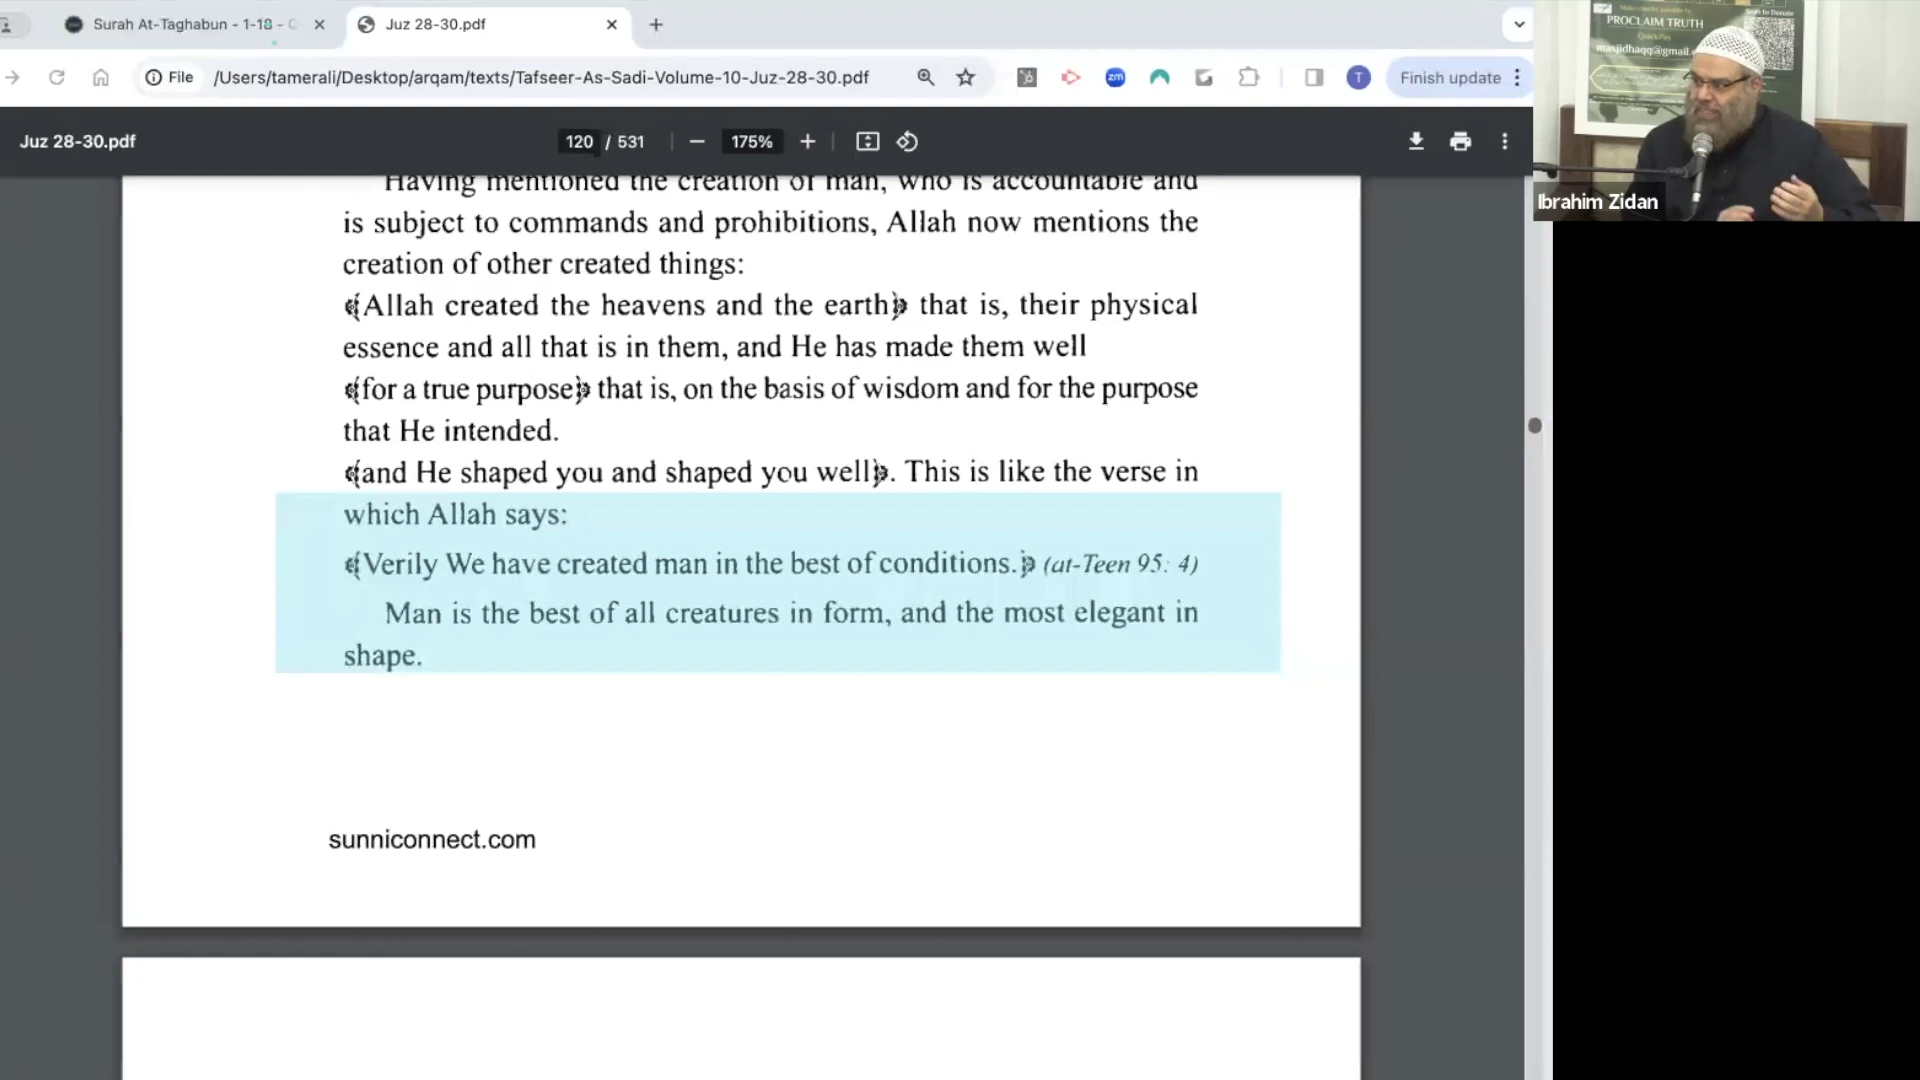 Surah At-Taghabun - 1-18 -
Juz 28-30.pdf
File
/Users/tamerali/Desktop/arqam/texts/Tafseer-As-Sadi-Volume-10-Juz-28-30.pdf
zm
T
Finish update
Juz 28-30.pdf
120 / 531
175%
Having mentioned the creation of man, who is accountable and
is subject to commands and prohibitions, Allah now mentions the
creation of other created things:
﴾Allah created the heavens and the earth﴿ that is, their physical
essence and all that is in them, and He has made them well
﴾for a true purpose﴿ that is, on the basis of wisdom and for the purpose
that He intended.
﴾and He shaped you and shaped you well﴿. This is like the verse in
which Allah says:
﴾Verily We have created man in the best of conditions.﴿ (at-Teen 95: 4)
Man is the best of all creatures in form, and the most elegant in
shape.
sunniconnect.com
PROCLAIM TRUTH
QuickPay
masjidhaqq@gmail.
Ibrahim Zidan